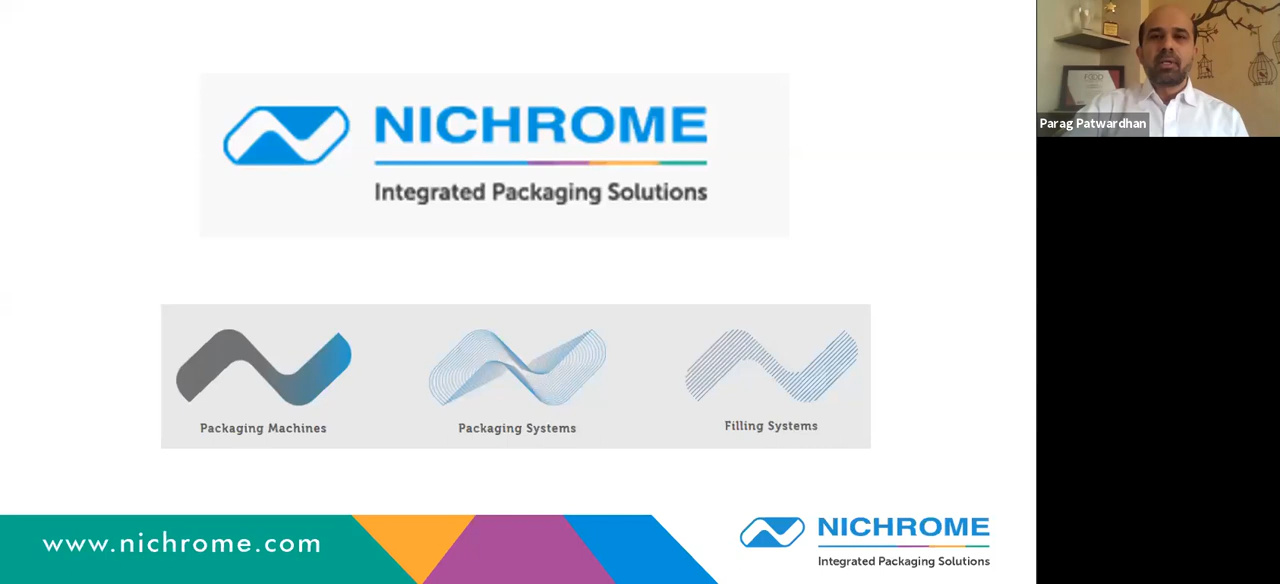 NICHROME
Integrated Packaging Solutions
Packaging Machines
Packaging Systems
Filling Systems
www.nichrome.com
NICHROME
Integrated Packaging Solutions
Parag Patwardhan